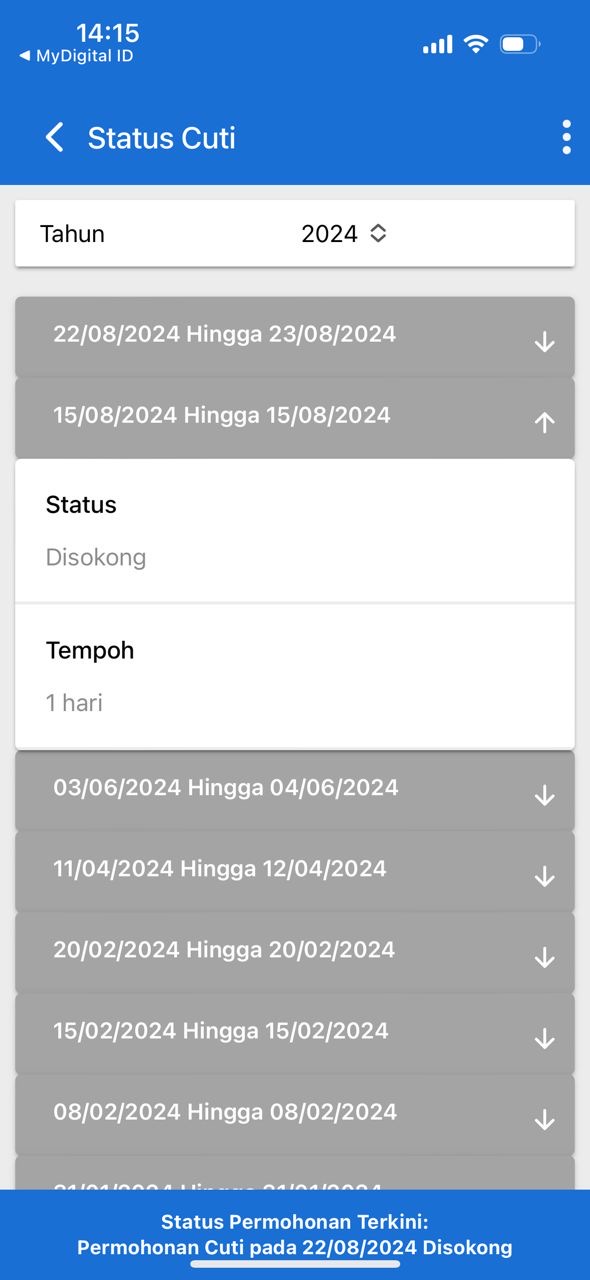 14:15
◀ MyDigital ID
Status Cuti
Tahun 2024
22/08/2024 Hingga 23/08/2024
15/08/2024 Hingga 15/08/2024
Status
Disokong
Tempoh
1 hari
03/06/2024 Hingga 04/06/2024
11/04/2024 Hingga 12/04/2024
20/02/2024 Hingga 20/02/2024
15/02/2024 Hingga 15/02/2024
08/02/2024 Hingga 08/02/2024
Status Permohonan Terkini:
Permohonan Cuti pada 22/08/2024 Disokong